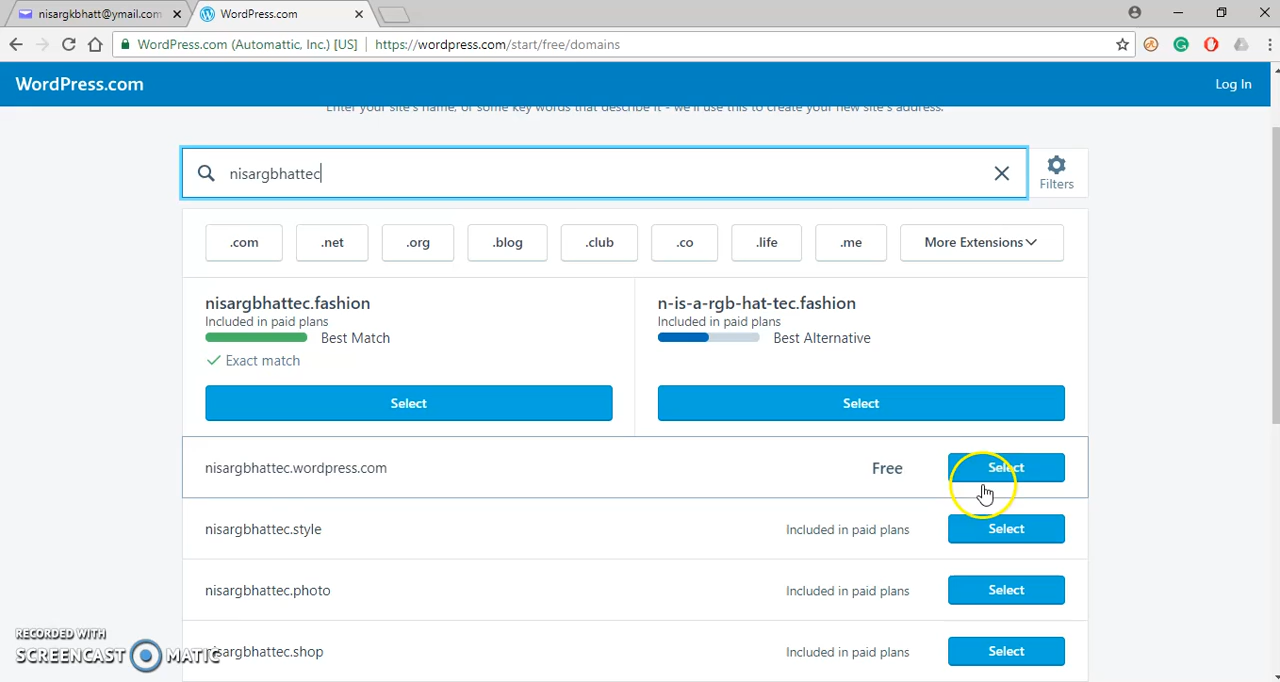 nisargkbhatt@ymail.com
WordPress.com
WordPress.com (Automattic, Inc.) [US] https://wordpress.com/start/free/domains
WordPress.com Log In
Enter your site's name, or some key words that describe it - we'll use this to create your new site's address.
nisargbhattec
Filters
.com .net .org .blog .club .co .life .me More Extensions
nisargbhattec.fashion
Included in paid plans
Best Match
Exact match
Select
n-is-a-rgb-hat-tec.fashion
Included in paid plans
Best Alternative
Select
nisargbhattec.wordpress.com Free Select
nisargbhattec.style Included in paid plans Select
nisargbhattec.photo Included in paid plans Select
sargbhattec.shop Included in paid plans Select
RECORDED WITH
SCREENCAST MATIC